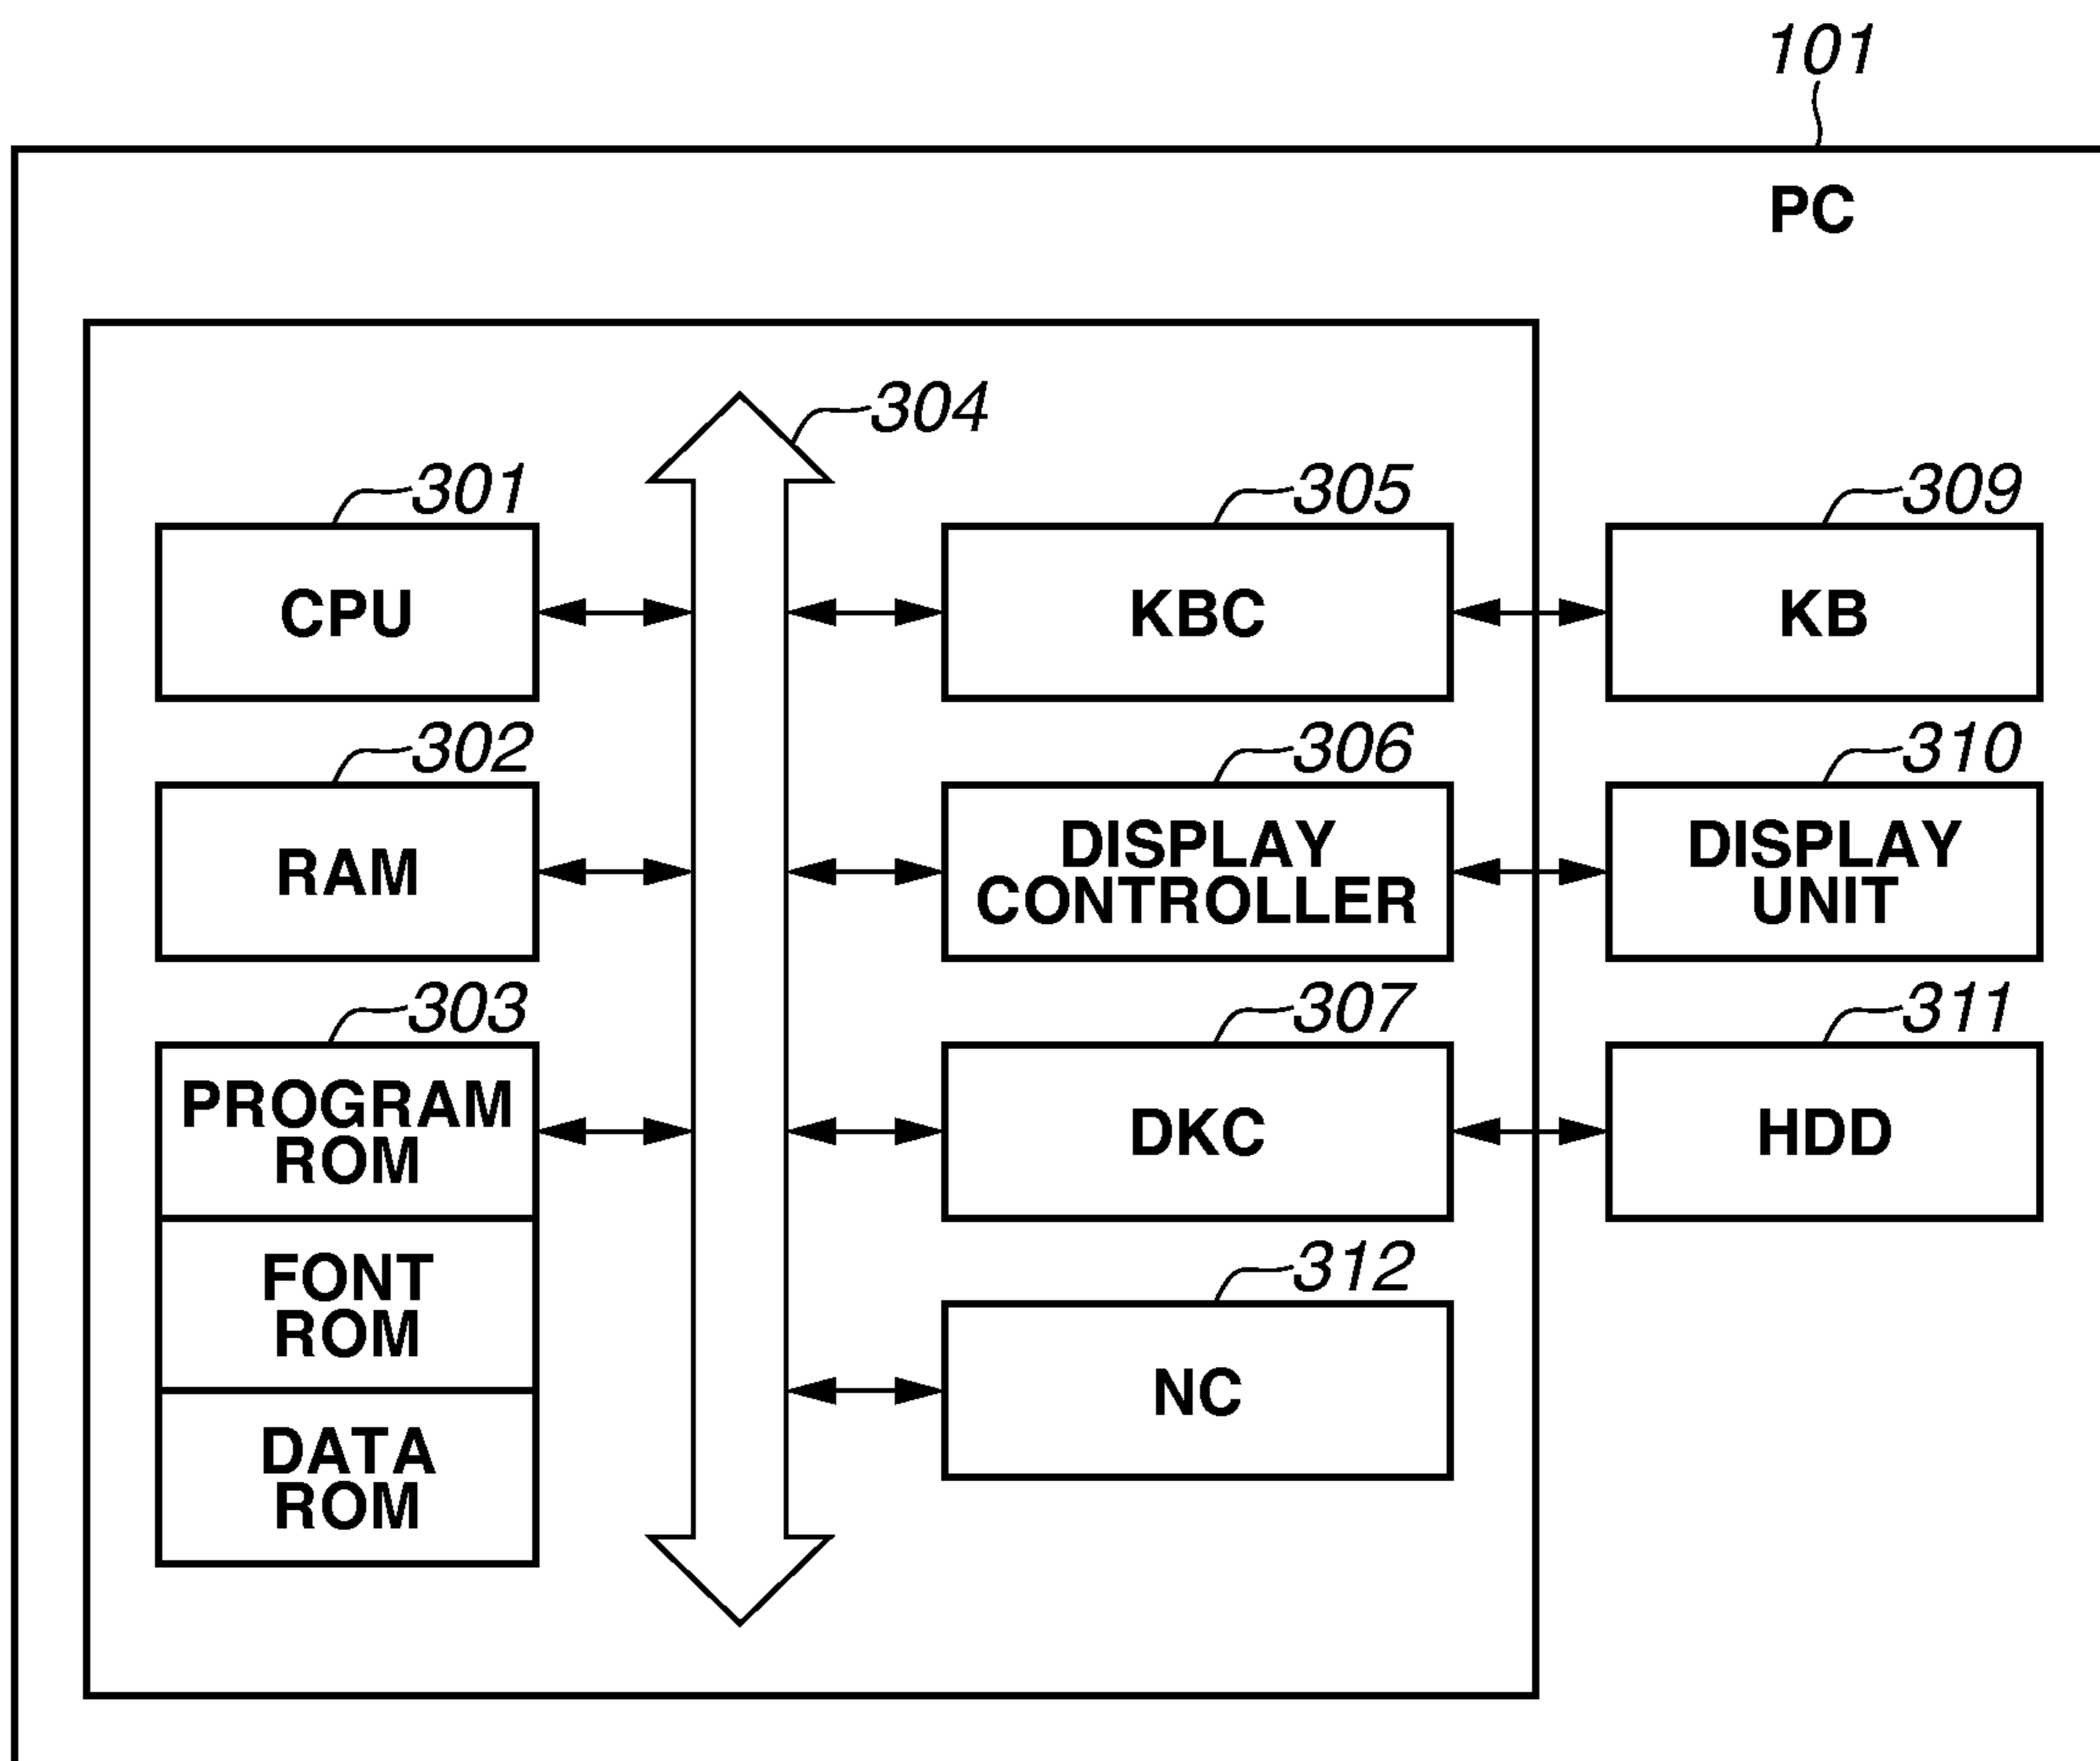 101
PC
304
301
305
309
CPU
KBC
KB
302
306
310
RAM
DISPLAY
CONTROLLER
DISPLAY
UNIT
303
307
311
PROGRAM
ROM
DKC
HDD
FONT
ROM
312
NC
DATA
ROM